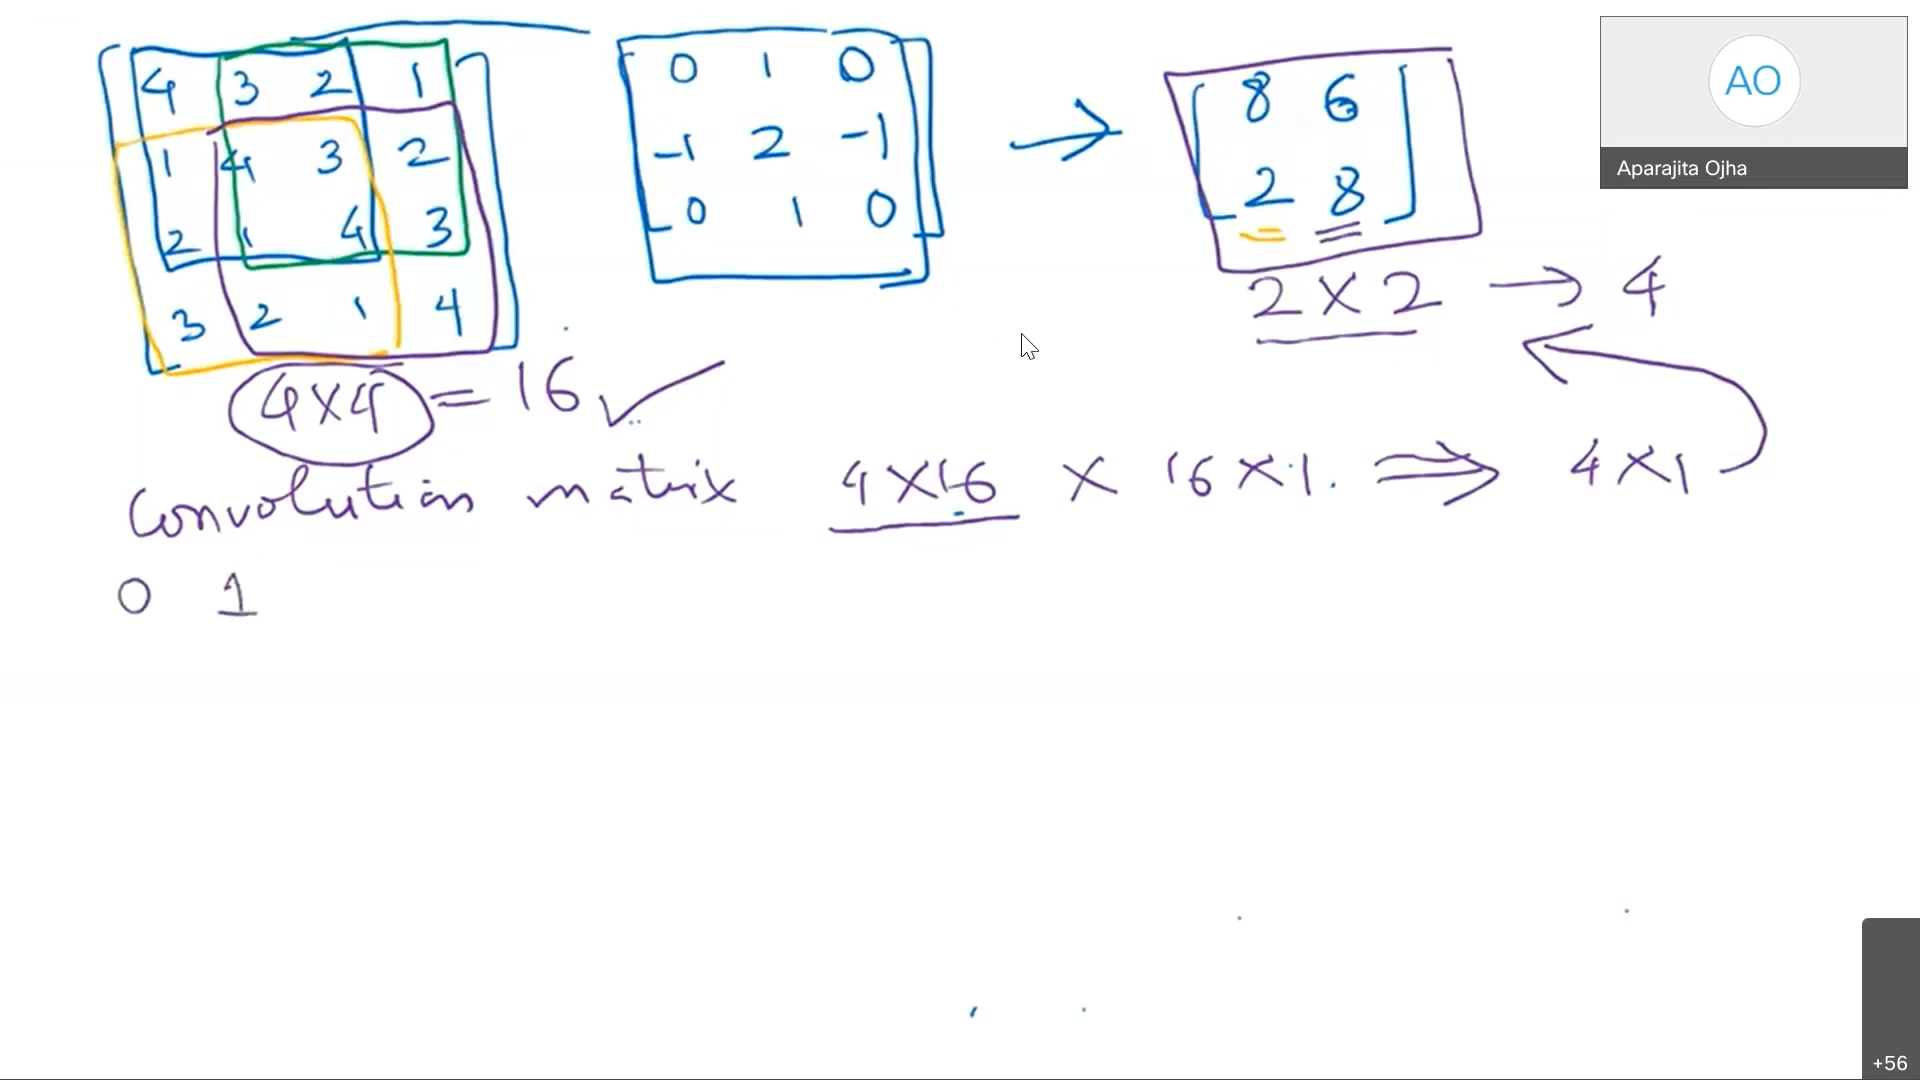 4 3 2 1
1 4 3 2
2 1 4 3
3 2 1 4
4x4 = 16 ✓
0 1 0
-1 2 -1
0 1 0
→
8 6
2 8
2 x 2 → 4
Convolution matrix 4x16 x 16x1. ⇒ 4x1
0 1
AO
Aparajita Ojha
+56